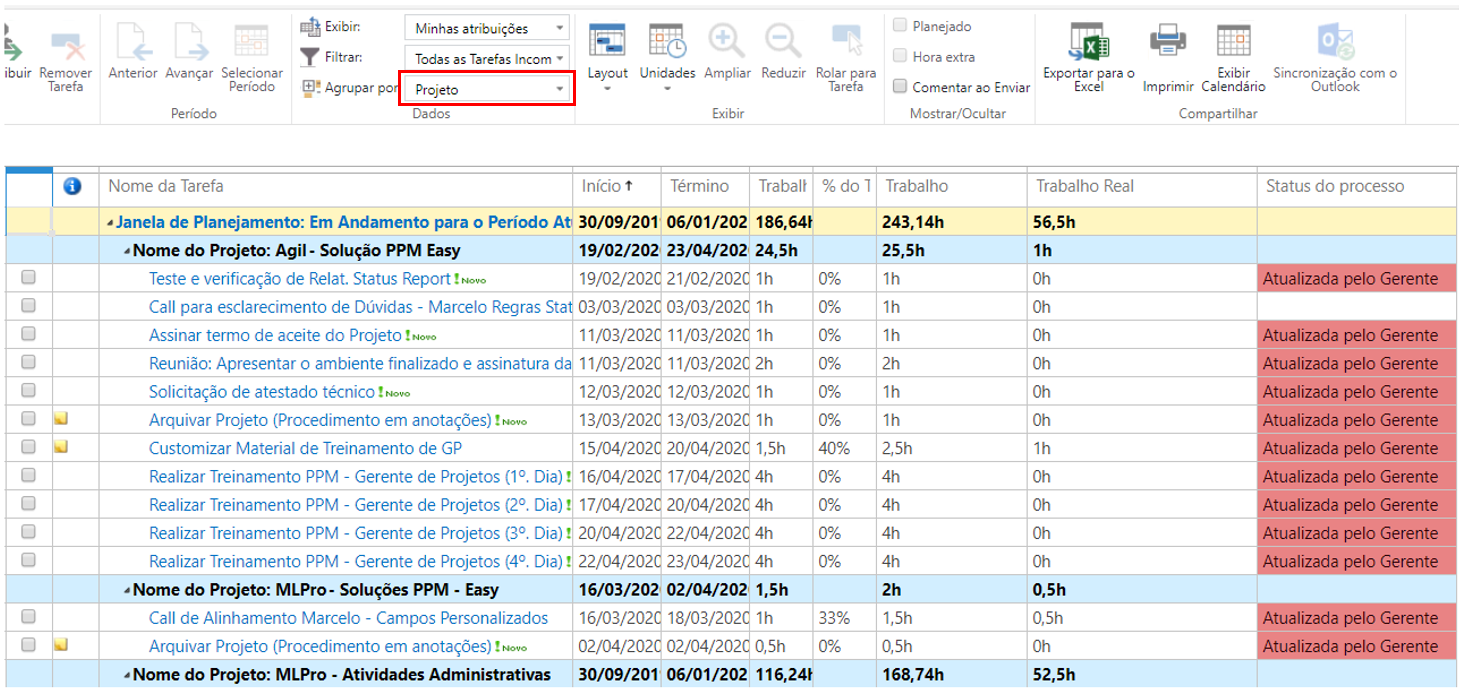 ibuir
Remover Tarefa
Anterior
Avançar
Selecionar Período
Período
Exibir: Minhas atribuições
Filtrar: Todas as Tarefas Incom
Agrupar por Projeto
Dados
Layout
Unidades
Ampliar
Reduzir
Rolar para Tarefa
Exibir
Planejado
Hora extra
Comentar ao Enviar
Mostrar/Ocultar
Exportar para o Excel
Imprimir
Exibir Calendário
Sincronização com o Outlook
Compartilhar
Nome da Tarefa Início Término Trabalh % do T Trabalho Trabalho Real Status do processo
Janela de Planejamento: Em Andamento para o Período At 30/09/201 06/01/202 186,64h 243,14h 56,5h
Nome do Projeto: Agil - Solução PPM Easy 19/02/202 23/04/202 24,5h 25,5h 1h
Teste e verificação de Relat. Status Report ! Novo 19/02/2020 21/02/2020 1h 0% 1h 0h Atualizada pelo Gerente
Call para esclarecimento de Dúvidas - Marcelo Regras Stat 03/03/2020 03/03/2020 1h 0% 1h 0h
Assinar termo de aceite do Projeto ! Novo 11/03/2020 11/03/2020 1h 0% 1h 0h Atualizada pelo Gerente
Reunião: Apresentar o ambiente finalizado e assinatura da 11/03/2020 11/03/2020 2h 0% 2h 0h Atualizada pelo Gerente
Solicitação de atestado técnico ! Novo 12/03/2020 12/03/2020 1h 0% 1h 0h Atualizada pelo Gerente
Arquivar Projeto (Procedimento em anotações) ! Novo 13/03/2020 13/03/2020 1h 0% 1h 0h Atualizada pelo Gerente
Customizar Material de Treinamento de GP 15/04/2020 20/04/2020 1,5h 40% 2,5h 1h Atualizada pelo Gerente
Realizar Treinamento PPM - Gerente de Projetos (1º. Dia) ! 16/04/2020 17/04/2020 4h 0% 4h 0h Atualizada pelo Gerente
Realizar Treinamento PPM - Gerente de Projetos (2º. Dia) ! 17/04/2020 20/04/2020 4h 0% 4h 0h Atualizada pelo Gerente
Realizar Treinamento PPM - Gerente de Projetos (3º. Dia) ! 20/04/2020 22/04/2020 4h 0% 4h 0h Atualizada pelo Gerente
Realizar Treinamento PPM - Gerente de Projetos (4º. Dia) ! 22/04/2020 23/04/2020 4h 0% 4h 0h Atualizada pelo Gerente
Nome do Projeto: MLPro - Soluções PPM - Easy 16/03/202 02/04/202 1,5h 2h 0,5h
Call de Alinhamento Marcelo - Campos Personalizados 16/03/2020 18/03/2020 1h 33% 1,5h 0,5h Atualizada pelo Gerente
Arquivar Projeto (Procedimento em anotações) ! Novo 02/04/2020 02/04/2020 0,5h 0% 0,5h 0h Atualizada pelo Gerente
Nome do Projeto: MLPro - Atividades Administrativas 30/09/201 06/01/202 116,24h 168,74h 52,5h